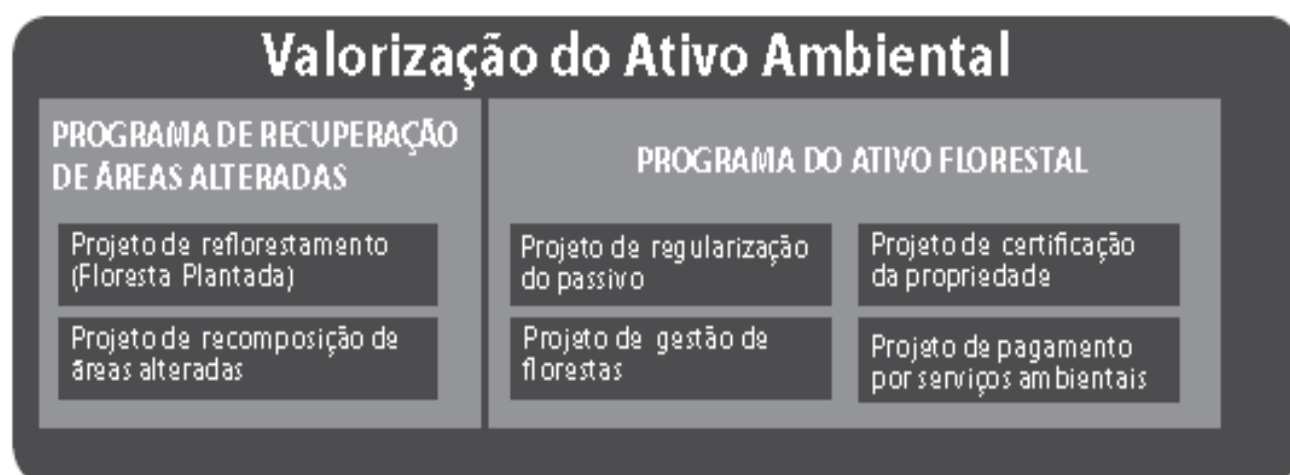 Valorização do Ativo Ambiental
PROGRAMA DE RECUPERAÇÃO
DE ÁREAS ALTERADAS
Projeto de reflorestamento
(Floresta Plantada)
Projeto de recomposição de
áreas alteradas
PROGRAMA DO ATIVO FLORESTAL
Projeto de regularização
do passivo
Projeto de certificação
da propriedade
Projeto de gestão de
florestas
Projeto de pagamento
por serviços ambientais